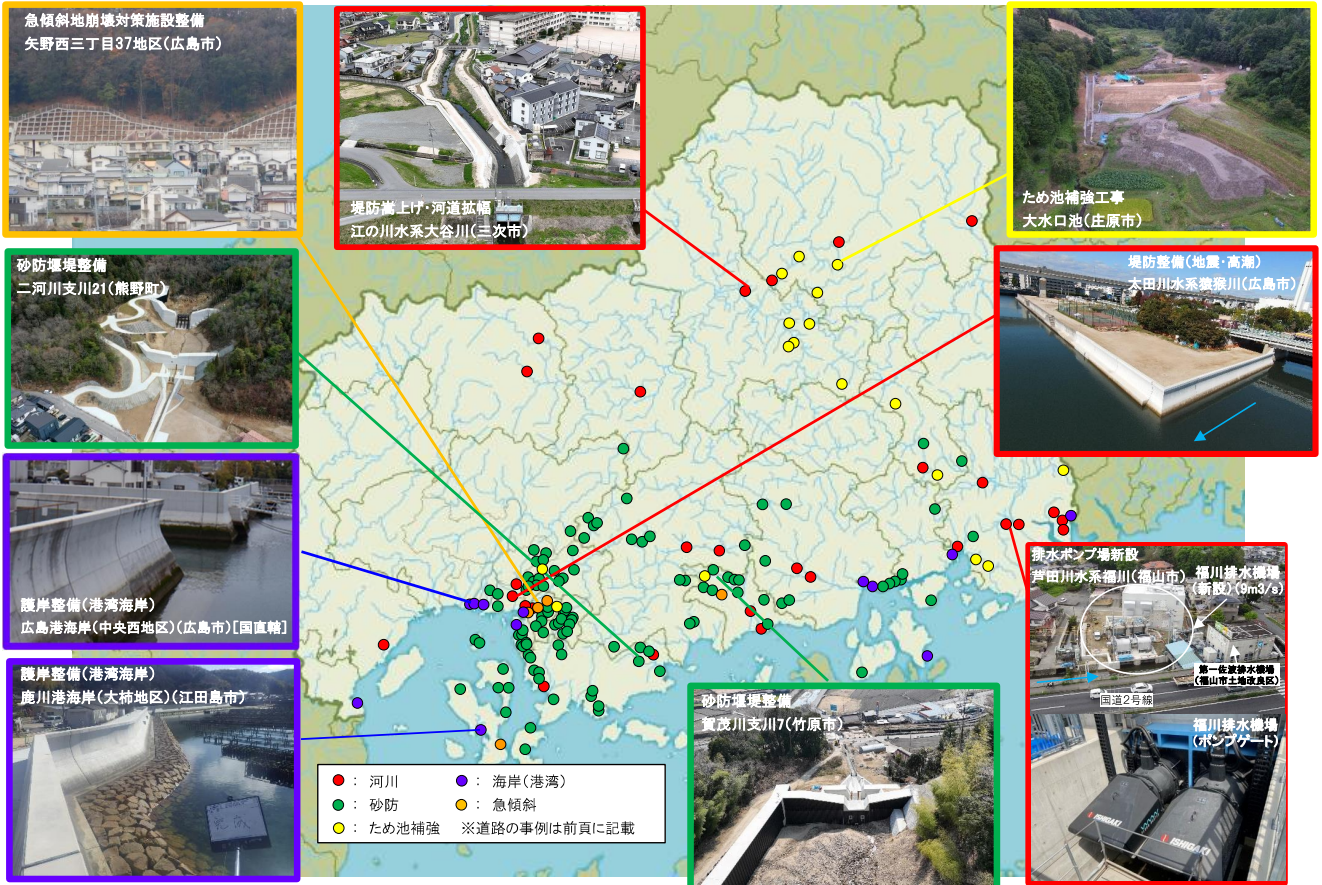 急傾斜地崩壊対策施設整備
矢野西三丁目37地区(広島市)
堤防嵩上げ・河道拡幅
江の川水系大谷川(三次市)
ため池補強工事
大水口池(庄原市)
砂防堰堤整備
二河川支川21(熊野町)
堤防整備(地震・高潮)
太田川水系猿猴川(広島市)
護岸整備(港湾海岸)
広島港海岸(中央西地区)(広島市)[国直轄]
護岸整備(港湾海岸)
鹿川港海岸(大柿地区)(江田島市)
排水ポンプ場新設
芦田川水系福川(福山市)
福川排水機場
(新設)(9m3/s)
第一佐波排水機場
(福山市土地改良区)
国道2号線
福川排水機場
(ポンプゲート)
ISHIGAKI
ISHIGAKI
砂防堰堤整備
賀茂川支川7(竹原市)
: 河川
: 海岸(港湾)
: 砂防
: 急傾斜
: ため池補強 ※道路の事例は前頁に記載